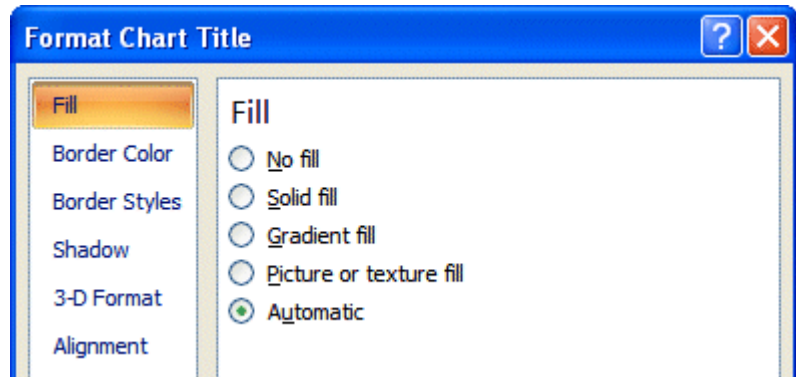 Format Chart Title
Fill
Border Color
Border Styles
Shadow
3-D Format
Alignment
Fill
No fill
Solid fill
Gradient fill
Picture or texture fill
Automatic